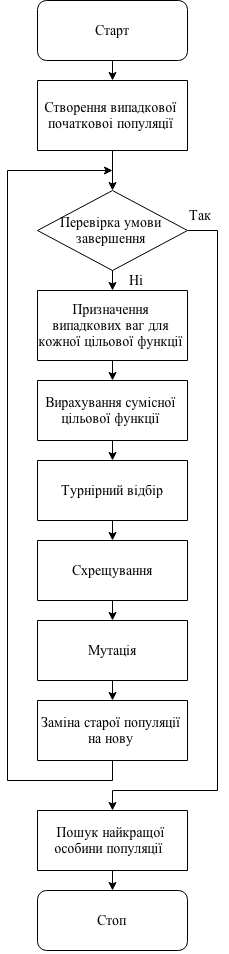 Старт
Створення випадкової
початкової популяції
Перевірка умови
завершення
Так
Ні
Призначення
випадкових ваг для
кожної цільової функції
Вирахування сумісної
цільової функції
Турнірний відбір
Схрещування
Мутація
Заміна старої популяції
на нову
Пошук найкращої
особини популяції
Стоп